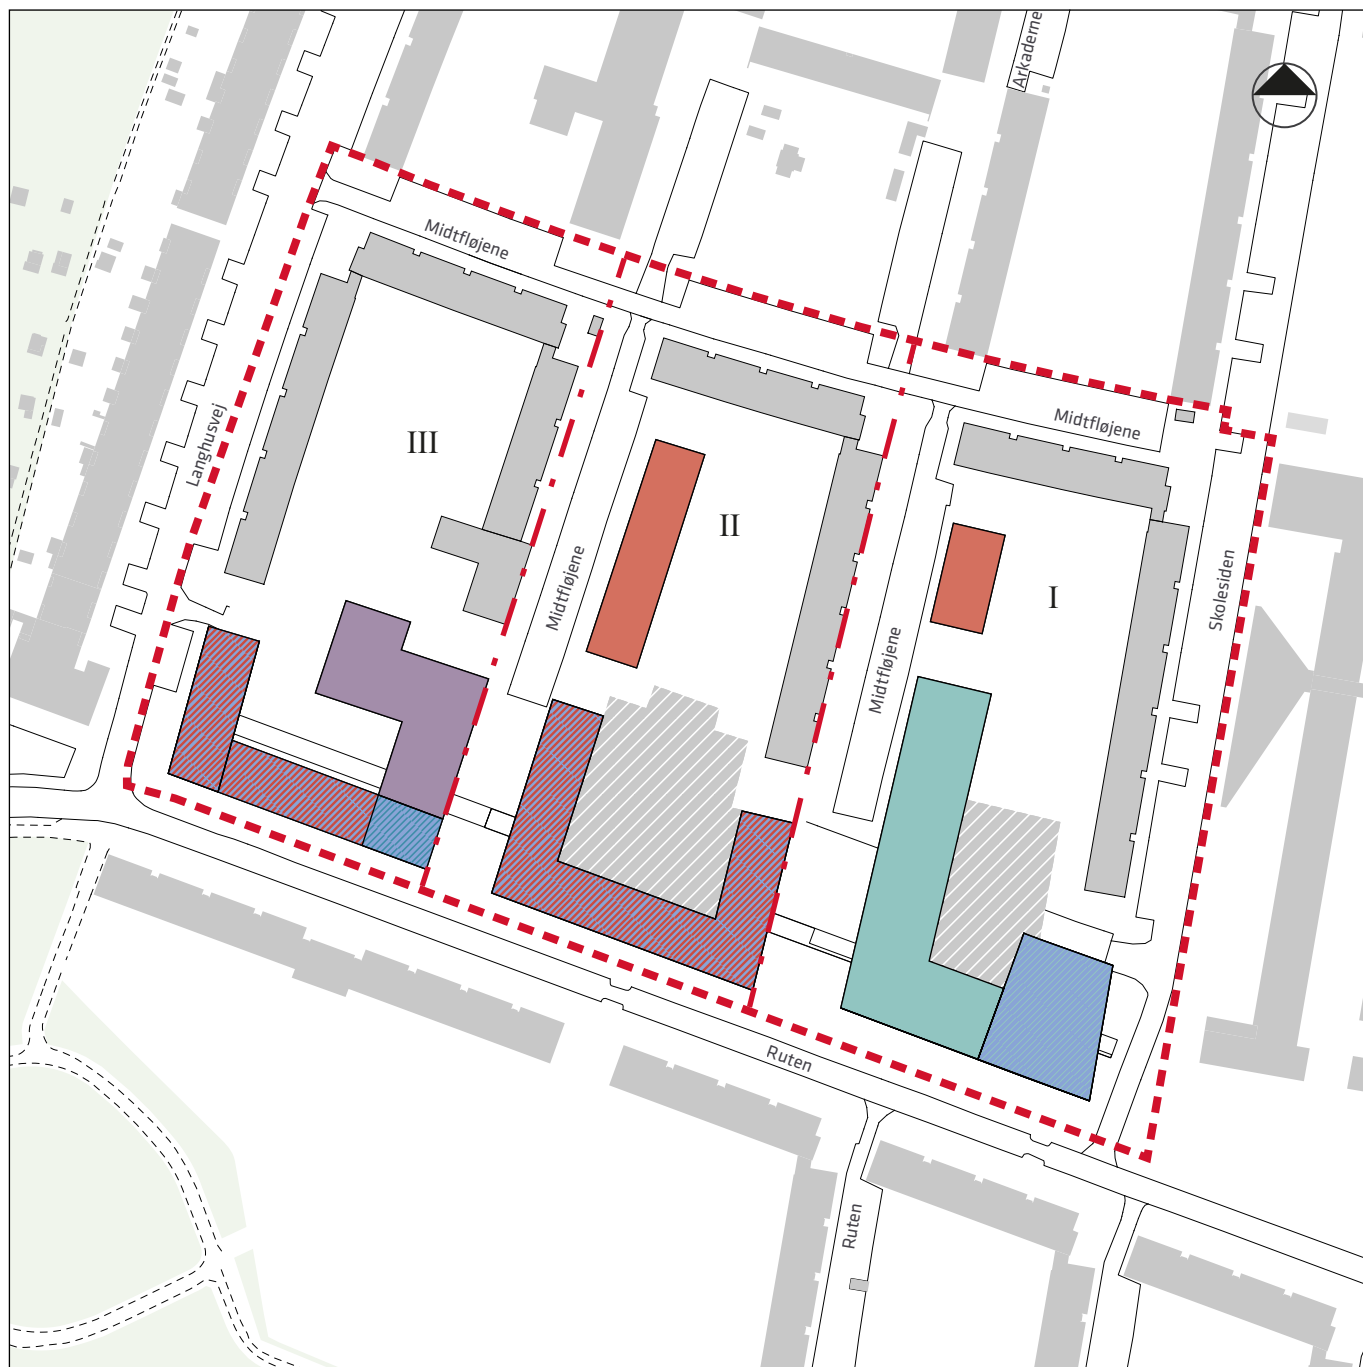 Arkaderne
Midtfløjene
Langhusvej
III
Midtfløjene
II
Midtfløjene
I
Skolesiden
Midtfløjene
Ruten
Ruten